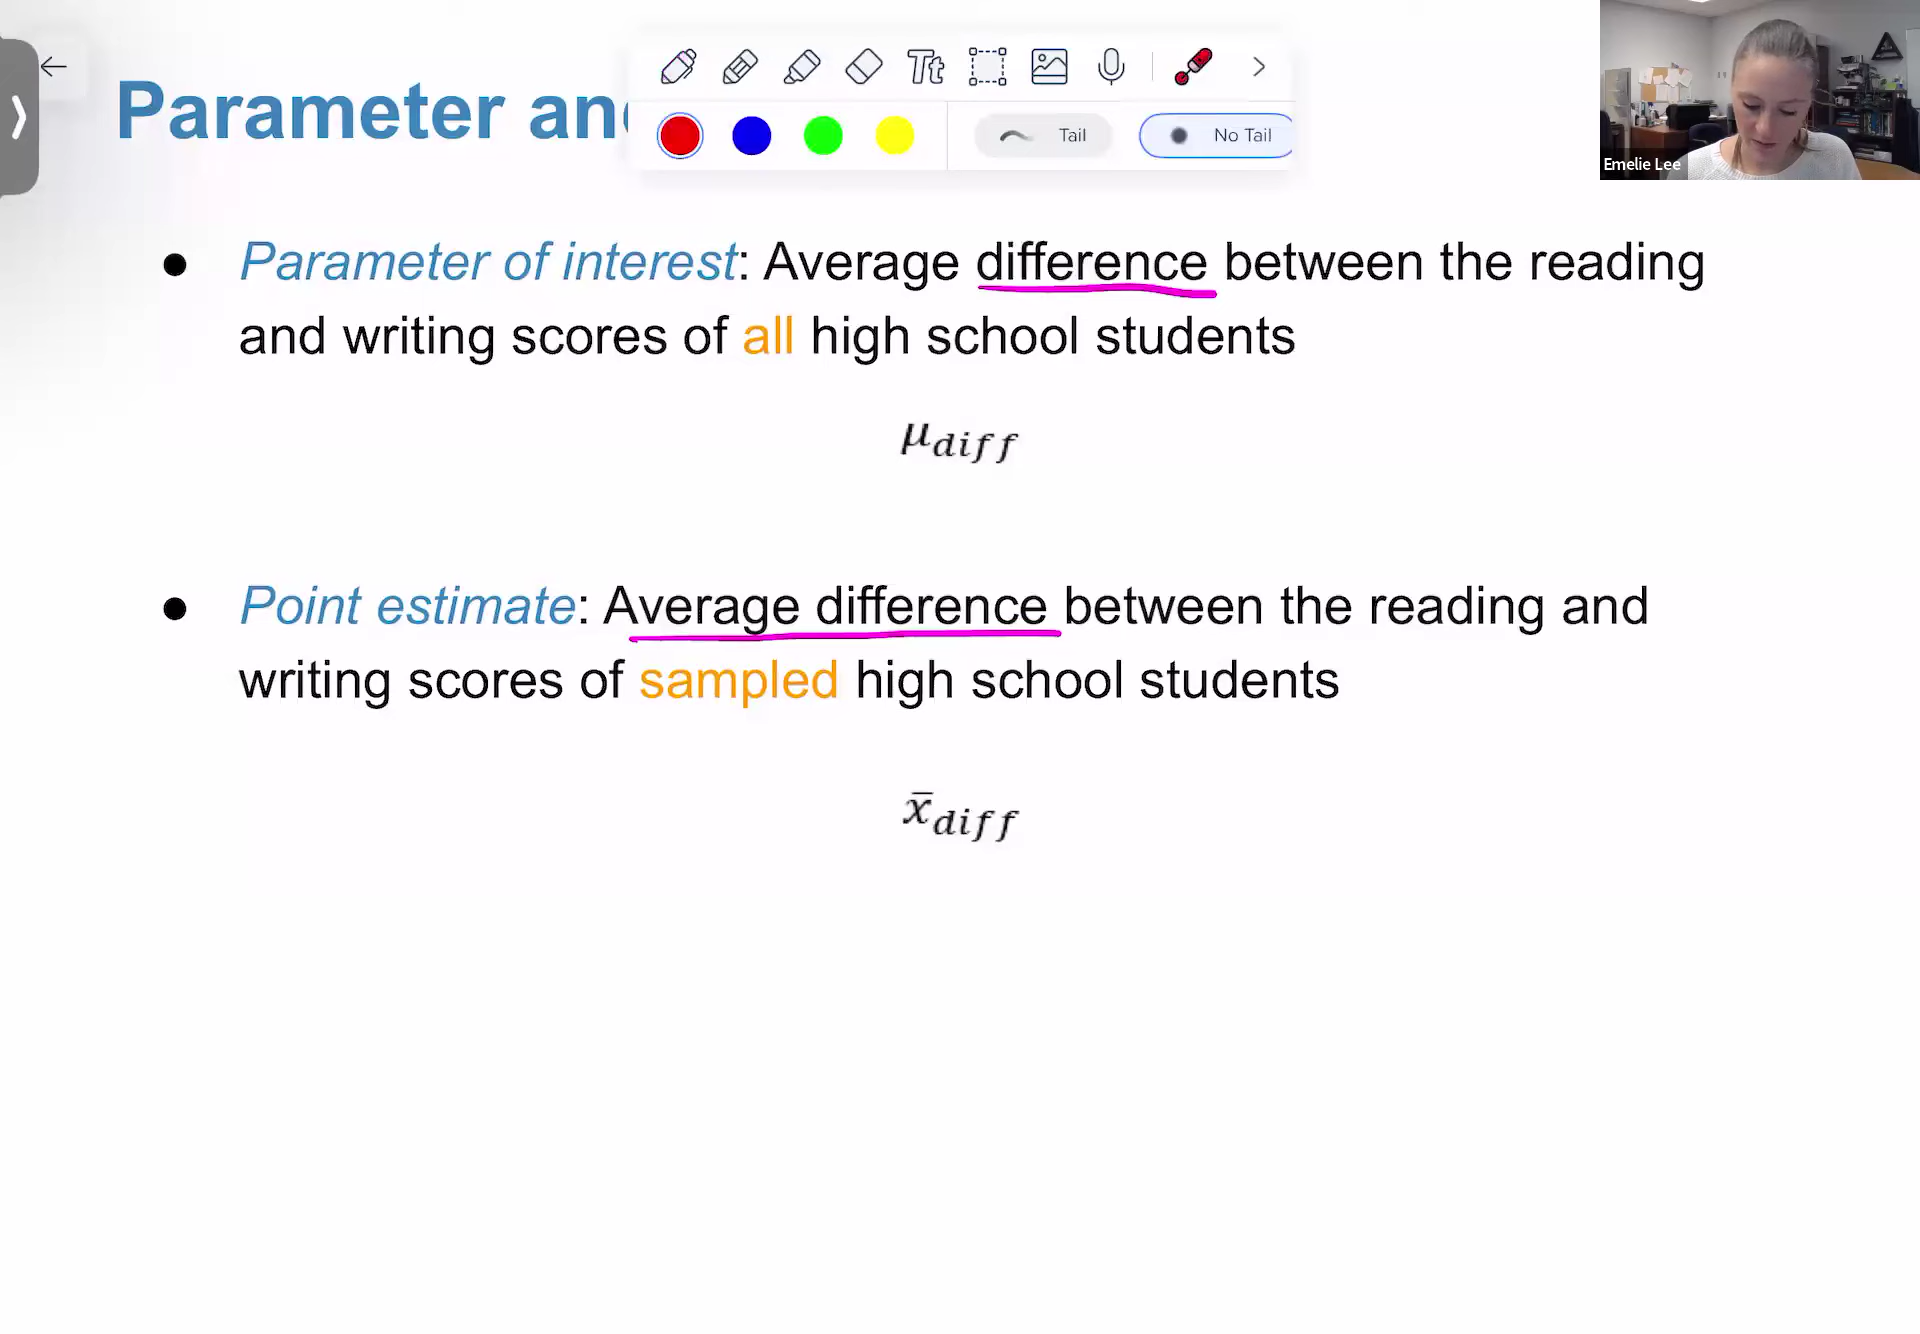 Parameter an
Tt
Tail
No Tail
Emelie Lee
● Parameter of interest: Average difference between the reading
and writing scores of all high school students
μdiff
● Point estimate: Average difference between the reading and
writing scores of sampled high school students
x̄diff